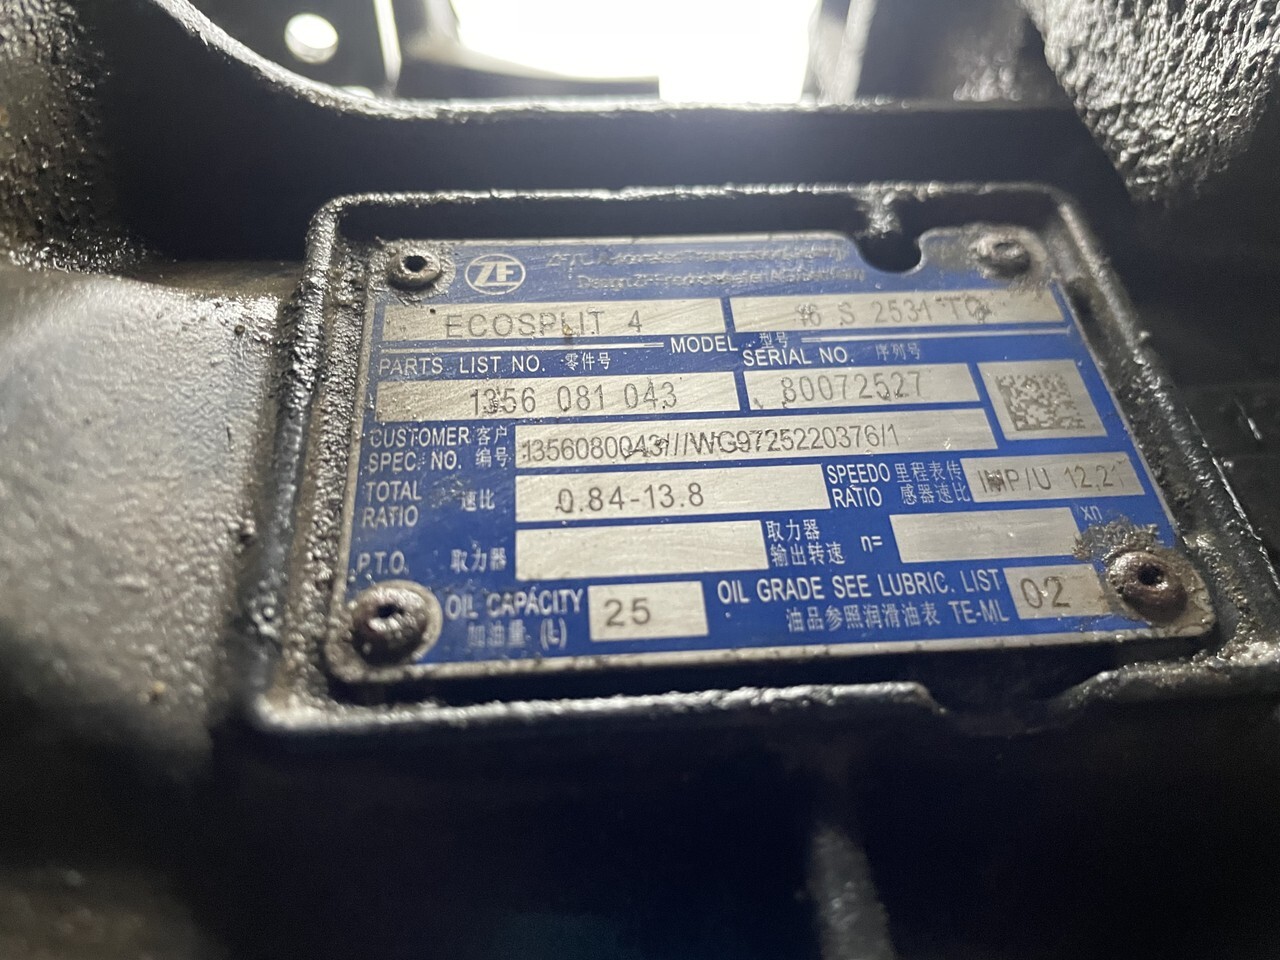 ZF
ECOSPLIT 4
16 S 2531 TO
MODEL 型号
PARTS LIST NO. 零件号
SERIAL NO. 序列号
1356 081 043
80072527
CUSTOMER 客户
SPEC. NO. 编号
1356080043///WG9725220376/1
TOTAL RATIO 速比
0.84-13.8
SPEEDO 里程表传
RATIO 感器速比
IMP/U 12,21
P.T.O. 取力器
取力器
输出转速 n=
xn
OIL CAPACITY
加油量 (L)
25
OIL GRADE SEE LUBRIC. LIST
油品参照润滑油表 TE-ML
02